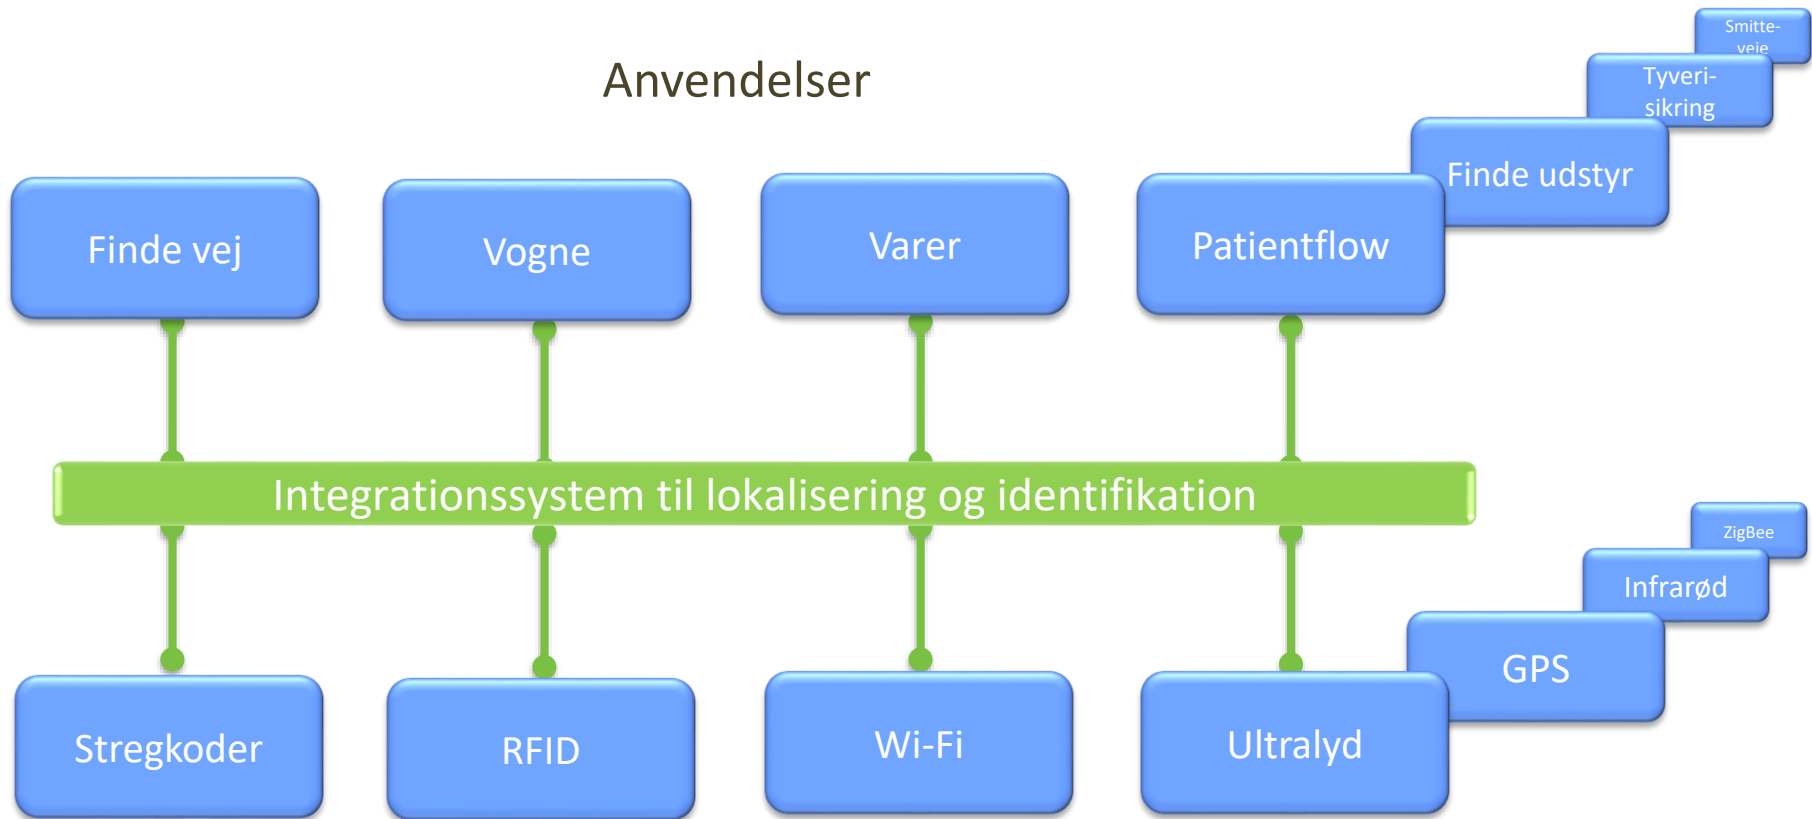 Anvendelser
Smitte-
veje
Tyveri-
sikring
Finde udstyr
Finde vej
Vogne
Varer
Patientflow
Integrationssystem til lokalisering og identifikation
ZigBee
Infrarød
GPS
Stregkoder
RFID
Wi-Fi
Ultralyd